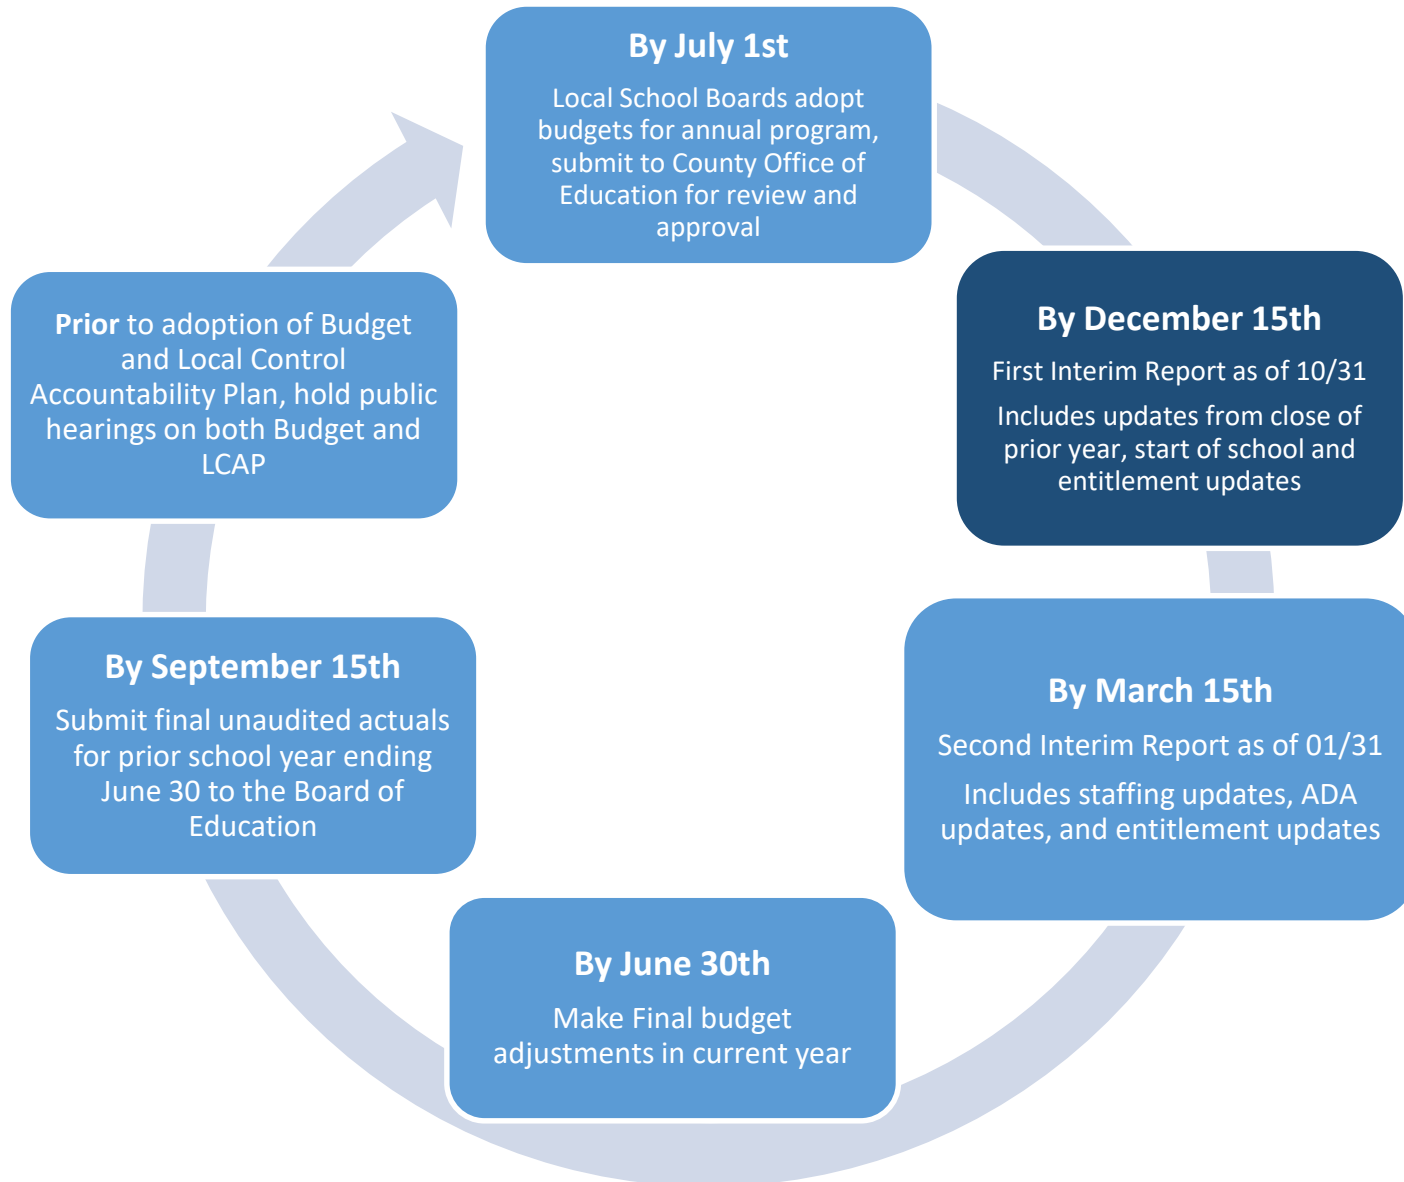 By July 1st
Local School Boards adopt
budgets for annual program,
submit to County Office of
Education for review and
approval
By December 15th
First Interim Report as of 10/31
Includes updates from close of
prior year, start of school and
entitlement updates
By March 15th
Second Interim Report as of 01/31
Includes staffing updates, ADA
updates, and entitlement updates
By June 30th
Make Final budget
adjustments in current year
By September 15th
Submit final unaudited actuals
for prior school year ending
June 30 to the Board of
Education
Prior to adoption of Budget
and Local Control
Accountability Plan, hold public
hearings on both Budget and
LCAP